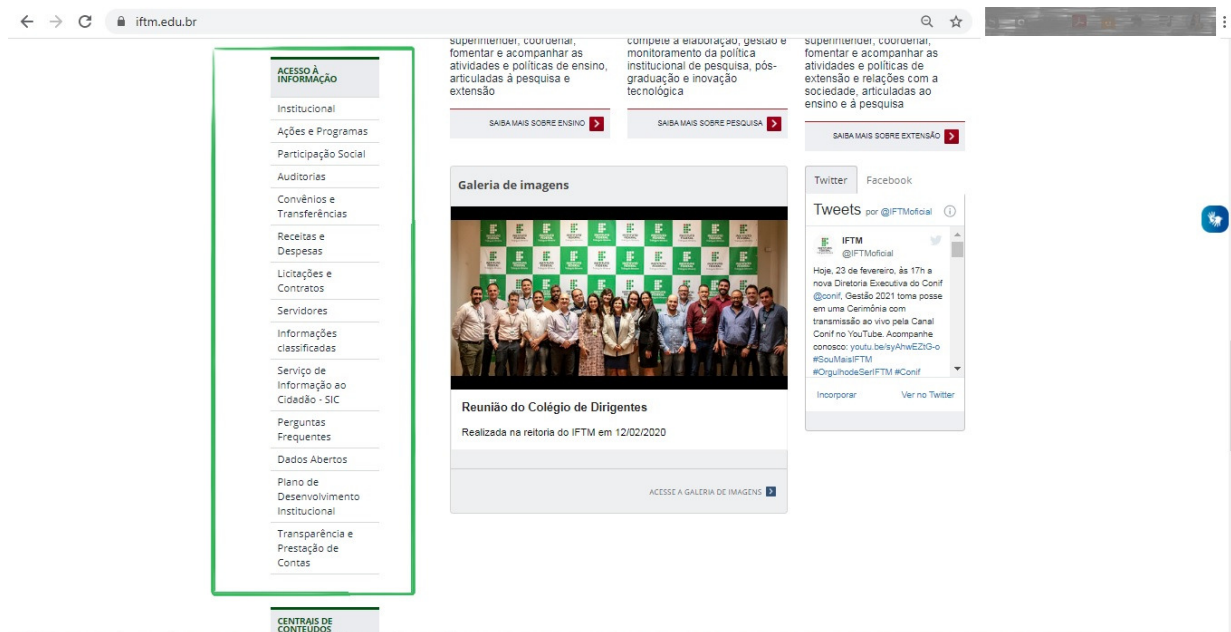 iftm.edu.br
ACESSO À
INFORMAÇÃO
Institucional
Ações e Programas
Participação Social
Auditorias
Convênios e
Transferências
Receitas e
Despesas
Licitações e
Contratos
Servidores
Informações
classificadas
Serviço de
Informação ao
Cidadão - SIC
Perguntas
Frequentes
Dados Abertos
Plano de
Desenvolvimento
Institucional
Transparência e
Prestação de
Contas
CENTRAIS DE
CONTEÚDOS
superintender, coordenar,
fomentar e acompanhar as
atividades e políticas de ensino,
articuladas à pesquisa e
extensão
SAIBA MAIS SOBRE ENSINO
compete a elaboração, gestão e
monitoramento da política
institucional de pesquisa, pós-
graduação e inovação
tecnológica
SAIBA MAIS SOBRE PESQUISA
superintender, coordenar,
fomentar e acompanhar as
atividades e políticas de
extensão e relações com a
sociedade, articuladas ao
ensino e à pesquisa
SAIBA MAIS SOBRE EXTENSÃO
Galeria de imagens
Reunião do Colégio de Dirigentes
Realizada na reitoria do IFTM em 12/02/2020
ACESSE A GALERIA DE IMAGENS
Twitter Facebook
Tweets por @IFTMoficial
IFTM
@IFTMoficial
Hoje, 23 de fevereiro, às 17h a
nova Diretoria Executiva do Conif
@conif, Gestão 2021 toma posse
em uma Cerimônia com
transmissão ao vivo pela Canal
Conif no YouTube. Acompanhe
conosco: youtu.be/syAhwEZtG-o
#SouMaisIFTM
#OrgulhodeSerIFTM #Conif
Incorporar Ver no Twitter